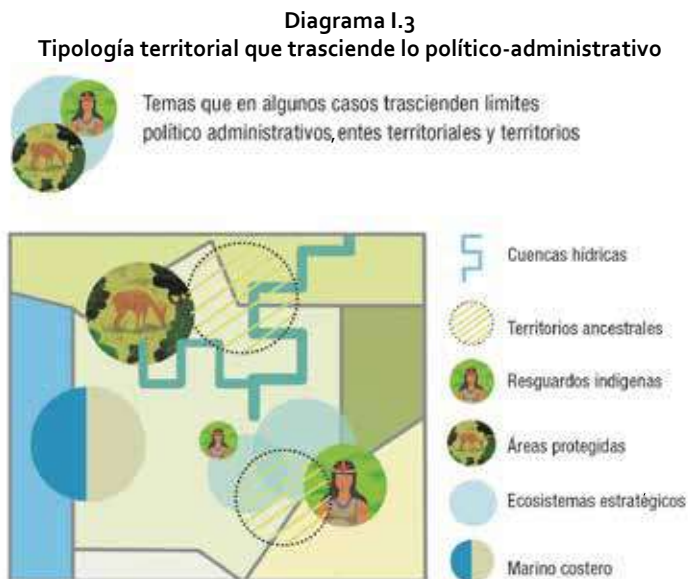 Diagrama I.3
Tipología territorial que trasciende lo político-administrativo
Temas que en algunos casos trascienden limites
político administrativos, entes territoriales y territorios
Cuencas hídricas
Territorios ancestrales
Resguardos indigenas
Áreas protegidas
Ecosistemas estratégicos
Marino costero